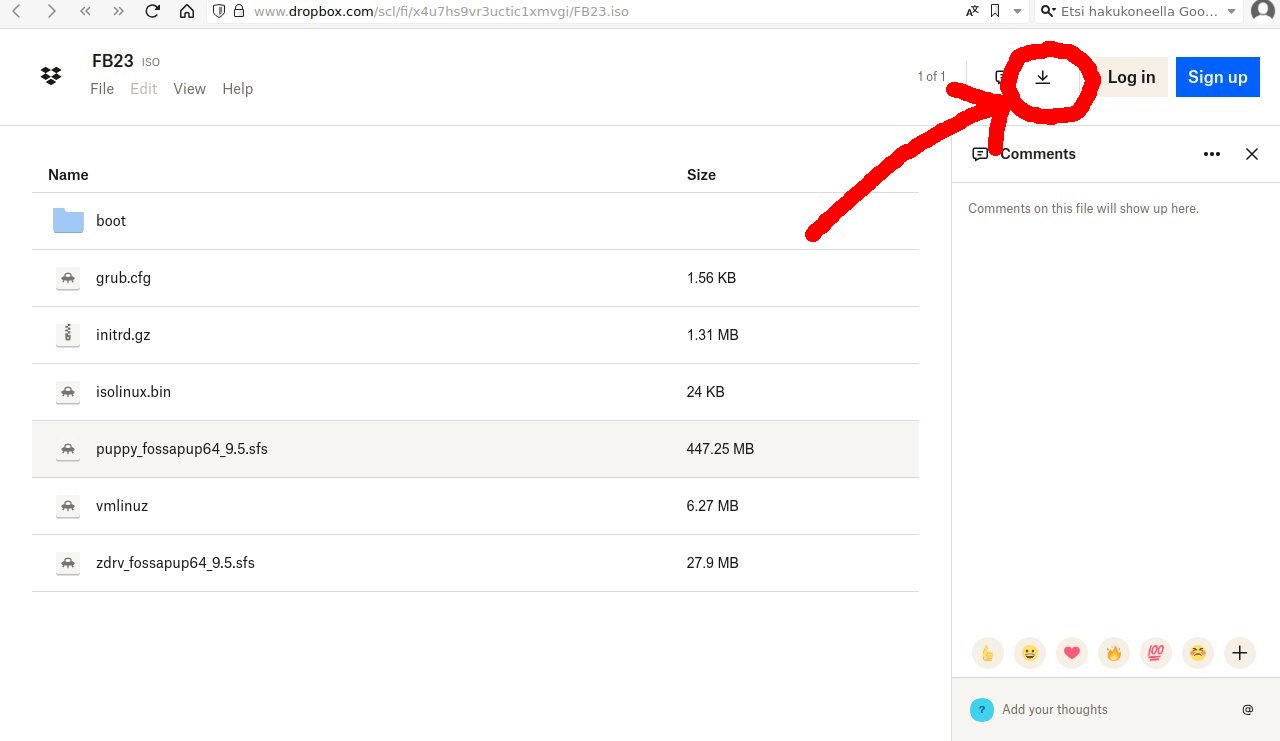 www.dropbox.com/scl/fi/x4u7hs9vr3uctic1xmvgi/FB23.iso
Etsi hakukoneella Goo...
FB23 ISO
File Edit View Help
1 of 1
Log in
Sign up
Comments
Comments on this file will show up here.
Name Size
boot
grub.cfg 1.56 KB
initrd.gz 1.31 MB
isolinux.bin 24 KB
puppy_fossapup64_9.5.sfs 447.25 MB
vmlinuz 6.27 MB
zdrv_fossapup64_9.5.sfs 27.9 MB
100
? Add your thoughts @